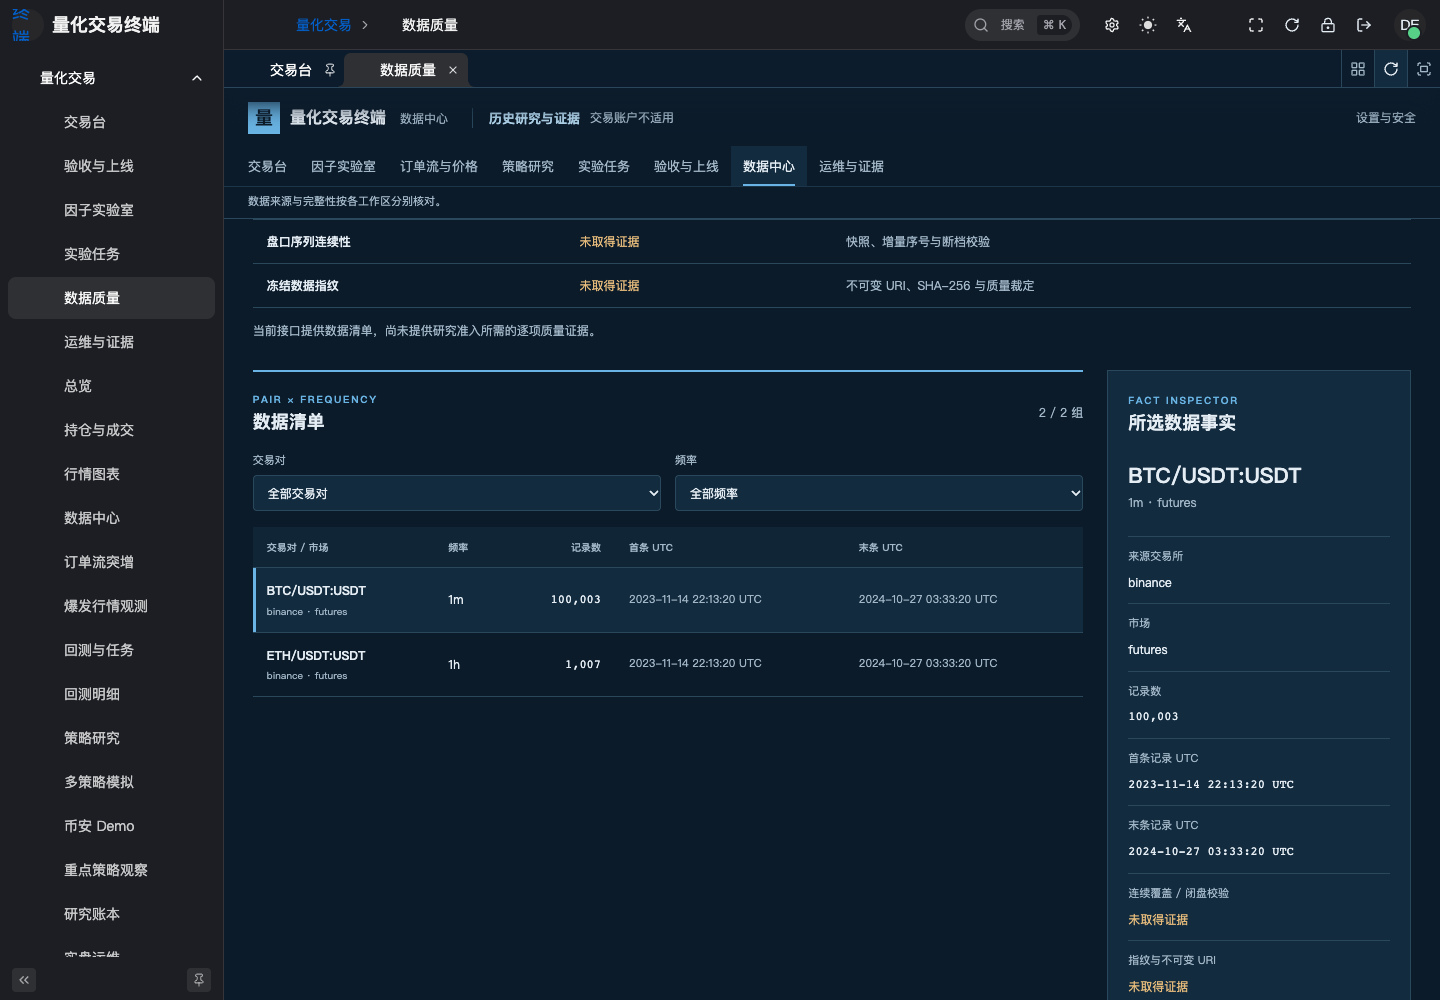 终端
量化交易终端
量化交易
数据质量
搜索
⌘ K
DE
量化交易
交易台
验收与上线
因子实验室
实验任务
数据质量
运维与证据
总览
持仓与成交
行情图表
数据中心
订单流突增
爆发行情观测
回测与任务
回测明细
策略研究
多策略模拟
币安 Demo
重点策略观察
研究账本
实盘运维
交易台
数据质量
量
量化交易终端
数据中心
历史研究与证据
交易账户不适用
设置与安全
交易台
因子实验室
订单流与价格
策略研究
实验任务
验收与上线
数据中心
运维与证据
数据来源与完整性按各工作区分别核对。
盘口序列连续性
未取得证据
快照、增量序号与断档校验
冻结数据指纹
未取得证据
不可变 URI、SHA-256 与质量裁定
当前接口提供数据清单，尚未提供研究准入所需的逐项质量证据。
PAIR × FREQUENCY
数据清单
2 / 2 组
交易对
频率
全部交易对
全部频率
交易对 / 市场
频率
记录数
首条 UTC
末条 UTC
BTC/USDT:USDT
binance · futures
1m
100,003
2023-11-14 22:13:20 UTC
2024-10-27 03:33:20 UTC
ETH/USDT:USDT
binance · futures
1h
1,007
2023-11-14 22:13:20 UTC
2024-10-27 03:33:20 UTC
FACT INSPECTOR
所选数据事实
BTC/USDT:USDT
1m · futures
来源交易所
binance
市场
futures
记录数
100,003
首条记录 UTC
2023-11-14 22:13:20 UTC
末条记录 UTC
2024-10-27 03:33:20 UTC
连续覆盖 / 闭盘校验
未取得证据
指纹与不可变 URI
未取得证据